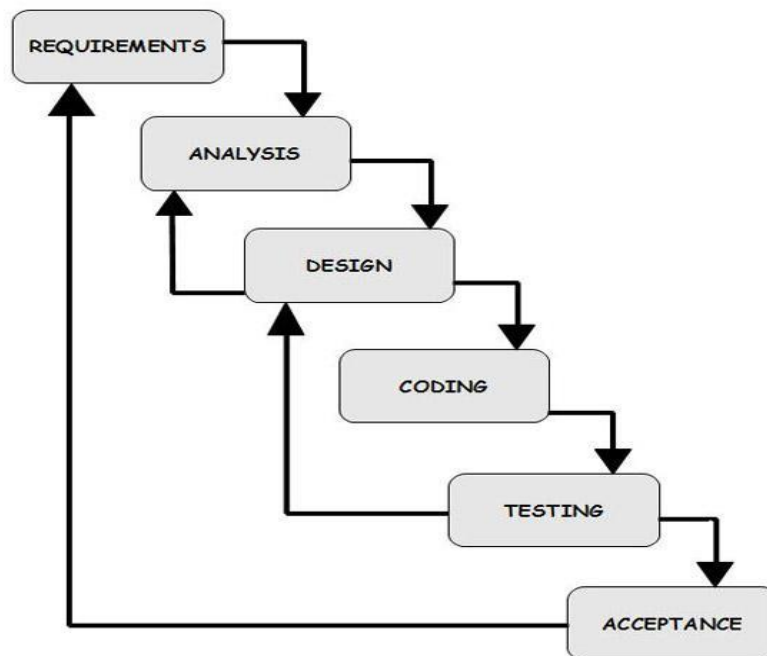 REQUIREMENTS
ANALYSIS
DESIGN
CODING
TESTING
ACCEPTANCE